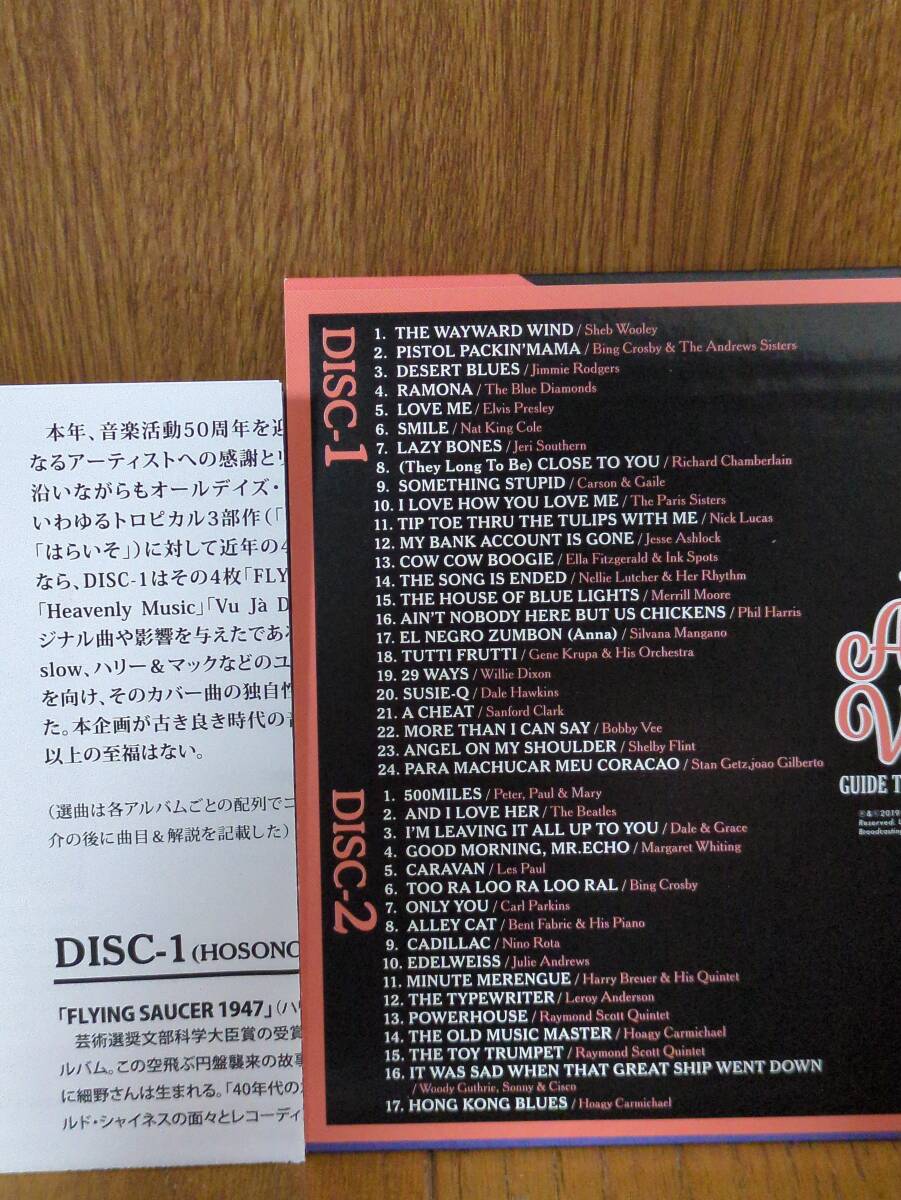 本年、音楽活動50周年を迎
なるアーティストへの感謝とリ
沿いながらもオールデイズ・
いわゆるトロピカル3部作(「
「はらいそ」)に対して近年の4
なら、DISC-1はその4枚「FLY
「Heavenly Music」「Vu Jà D
ジナル曲や影響を与えたであ
slow、ハリー＆マックなどのユ
を向け、そのカバー曲の独自性
た。本企画が古き良き時代の音
以上の至福はない。
(選曲は各アルバムごとの配列でコ
介の後に曲目＆解説を記載した)
DISC-1 (HOSONO
「FLYING SAUCER 1947」(ハリ
芸術選奨文部科学大臣賞の受賞
ルバム。この空飛ぶ円盤襲来の故事
に細野さんは生まれる。「40年代の
ルド・シャイネスの面々とレコーディ
DISC-1
1. THE WAYWARD WIND / Sheb Wooley
2. PISTOL PACKIN'MAMA / Bing Crosby & The Andrews Sisters
3. DESERT BLUES / Jimmie Rodgers
4. RAMONA / The Blue Diamonds
5. LOVE ME / Elvis Presley
6. SMILE / Nat King Cole
7. LAZY BONES / Jeri Southern
8. (They Long To Be) CLOSE TO YOU / Richard Chamberlain
9. SOMETHING STUPID / Carson & Gaile
10. I LOVE HOW YOU LOVE ME / The Paris Sisters
11. TIP TOE THRU THE TULIPS WITH ME / Nick Lucas
12. MY BANK ACCOUNT IS GONE / Jesse Ashlock
13. COW COW BOOGIE / Ella Fitzgerald & Ink Spots
14. THE SONG IS ENDED / Nellie Lutcher & Her Rhythm
15. THE HOUSE OF BLUE LIGHTS / Merrill Moore
16. AIN'T NOBODY HERE BUT US CHICKENS / Phil Harris
17. EL NEGRO ZUMBON (Anna) / Silvana Mangano
18. TUTTI FRUTTI / Gene Krupa & His Orchestra
19. 29 WAYS / Willie Dixon
20. SUSIE-Q / Dale Hawkins
21. A CHEAT / Sanford Clark
22. MORE THAN I CAN SAY / Bobby Vee
23. ANGEL ON MY SHOULDER / Shelby Flint
24. PARA MACHUCAR MEU CORACAO / Stan Getz,joao Gilberto
DISC-2
1. 500MILES / Peter, Paul & Mary
2. AND I LOVE HER / The Beatles
3. I'M LEAVING IT ALL UP TO YOU / Dale & Grace
4. GOOD MORNING, MR.ECHO / Margaret Whiting
5. CARAVAN / Les Paul
6. TOO RA LOO RA LOO RAL / Bing Crosby
7. ONLY YOU / Carl Parkins
8. ALLEY CAT / Bent Fabric & His Piano
9. CADILLAC / Nino Rota
10. EDELWEISS / Julie Andrews
11. MINUTE MERENGUE / Harry Breuer & His Quintet
12. THE TYPEWRITER / Leroy Anderson
13. POWERHOUSE / Raymond Scott Quintet
14. THE OLD MUSIC MASTER / Hoagy Carmichael
15. THE TOY TRUMPET / Raymond Scott Quintet
16. IT WAS SAD WHEN THAT GREAT SHIP WENT DOWN
/ Woody Guthrie, Sonny & Cisco
17. HONG KONG BLUES / Hoagy Carmichael
GUIDE T
℗&©2019
Reserved.
Broadcasting